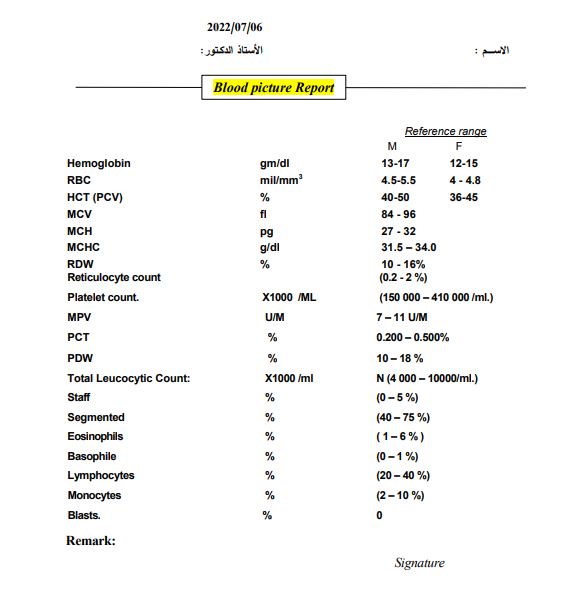 2022/07/06
الاســم : الأستاذ الدكتور:
Blood picture Report
Reference range
M F
Hemoglobin gm/dl 13-17 12-15
RBC mil/mm³ 4.5-5.5 4 - 4.8
HCT (PCV) % 40-50 36-45
MCV fl 84 - 96
MCH pg 27 - 32
MCHC g/dl 31.5 – 34.0
RDW % 10 - 16%
Reticulocyte count (0.2 - 2 %)
Platelet count. X1000 /ML (150 000 – 410 000 /ml.)
MPV U/M 7 – 11 U/M
PCT % 0.200 – 0.500%
PDW % 10 – 18 %
Total Leucocytic Count: X1000 /ml N (4 000 – 10000/ml.)
Staff % (0 – 5 %)
Segmented % (40 – 75 %)
Eosinophils % ( 1 – 6 % )
Basophile % (0 – 1 %)
Lymphocytes % (20 – 40 %)
Monocytes % (2 – 10 %)
Blasts. % 0
Remark:
Signature